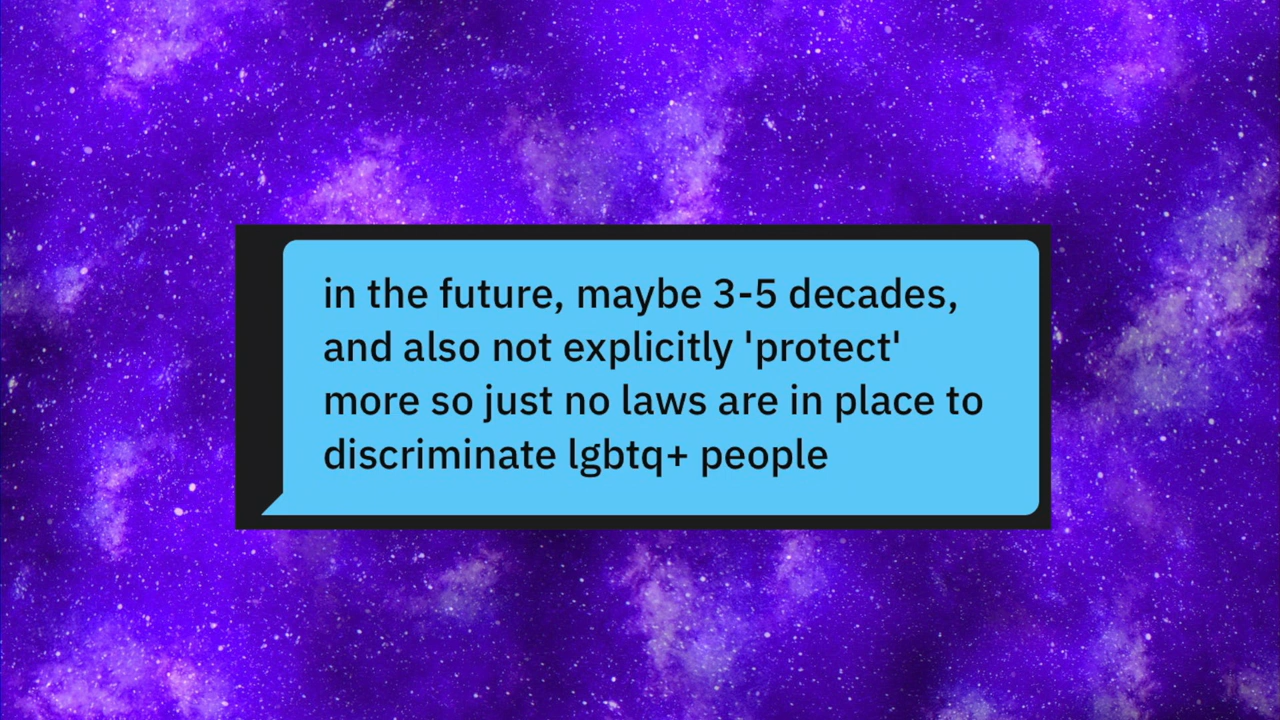 in the future, maybe 3-5 decades,
and also not explicitly 'protect'
more so just no laws are in place to
discriminate lgbtq+ people